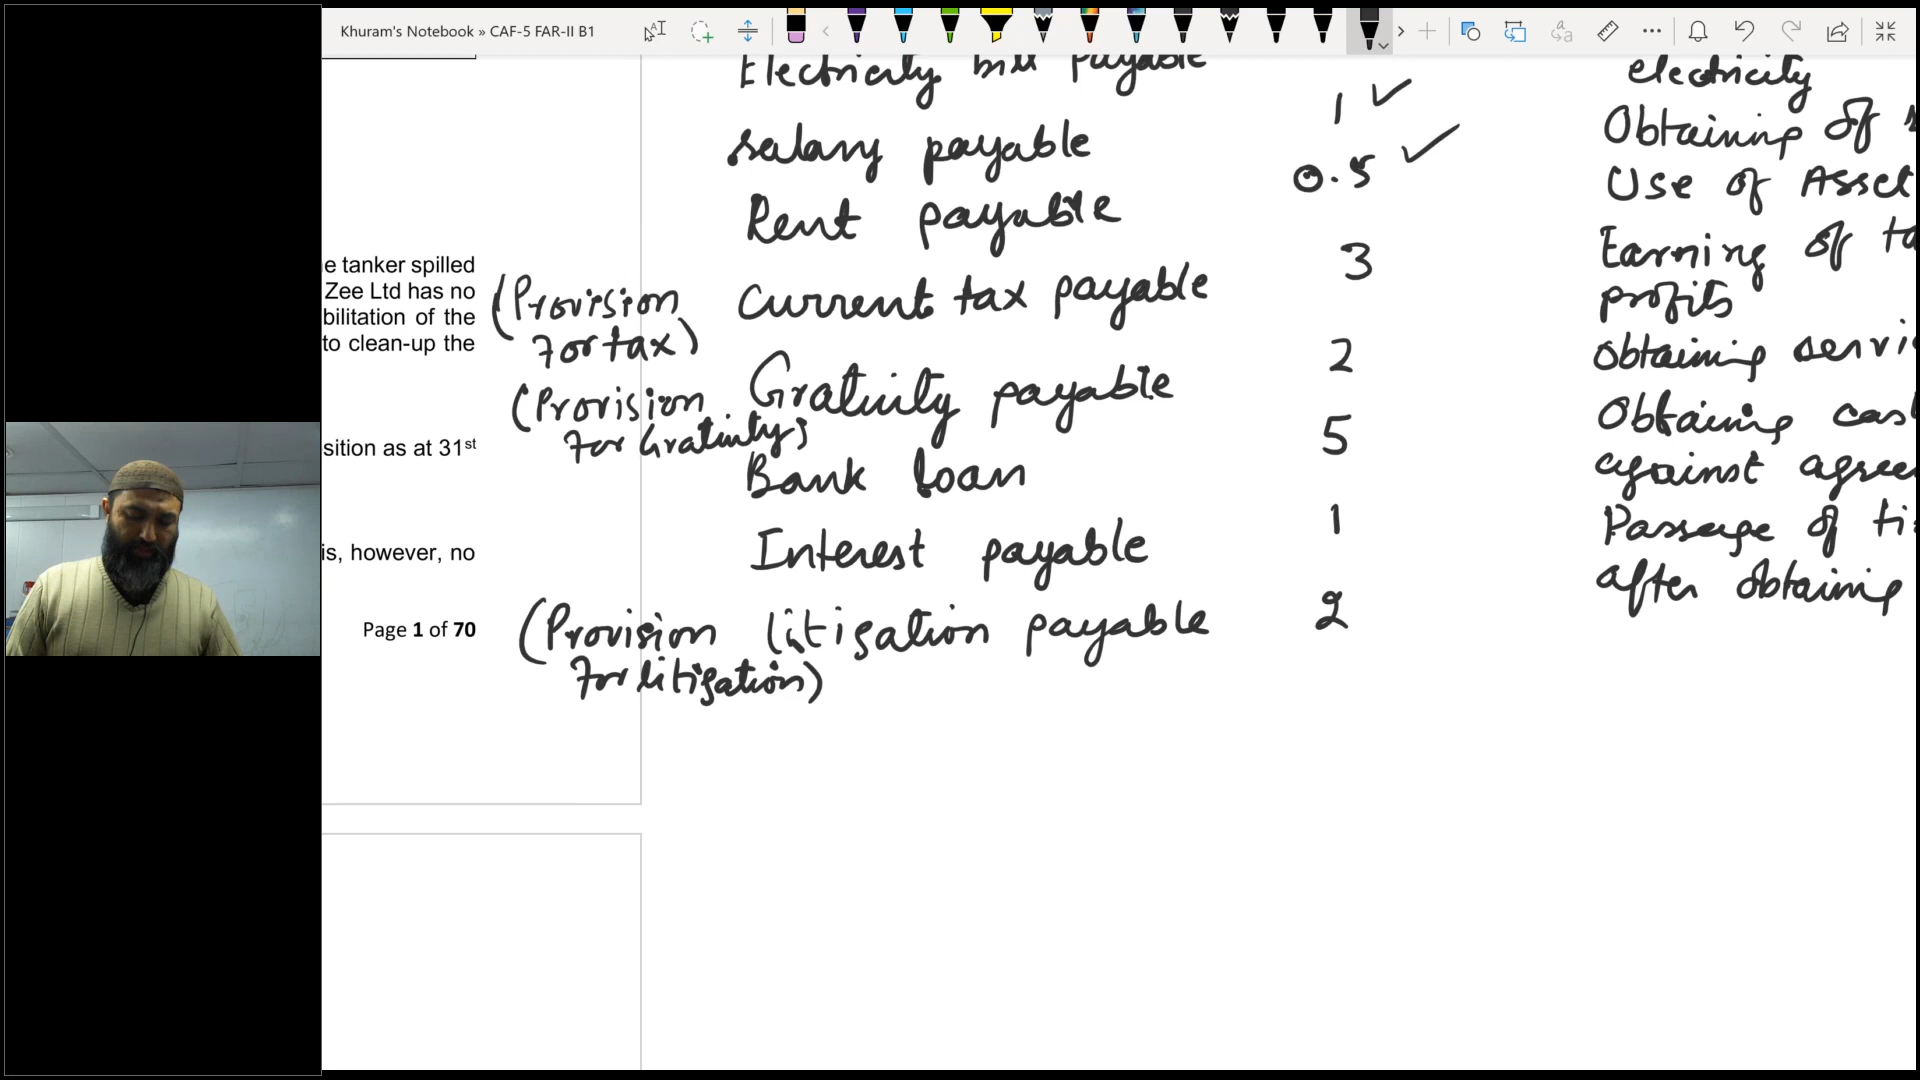 Khuram's Notebook » CAF-5 FAR-II B1
Electricity bill payable
electricity
1 ✓
Obtaining of
salary payable
0.5 ✓
Use of Asset
Rent payable
3
Earning of
profits
e tanker spilled
Zee Ltd has no
bilitation of the
to clean-up the
(Provision
for tax)
Current tax payable
2
obtaining servi
(Provision
for Gratuity)
Gratuity payable
5
Obtaining cas
against agree
sition as at 31st
Bank loan
1
Passage of ti
after obtaining
is, however, no
Interest payable
2
(Provision
for litigation)
litigation payable
Page 1 of 70